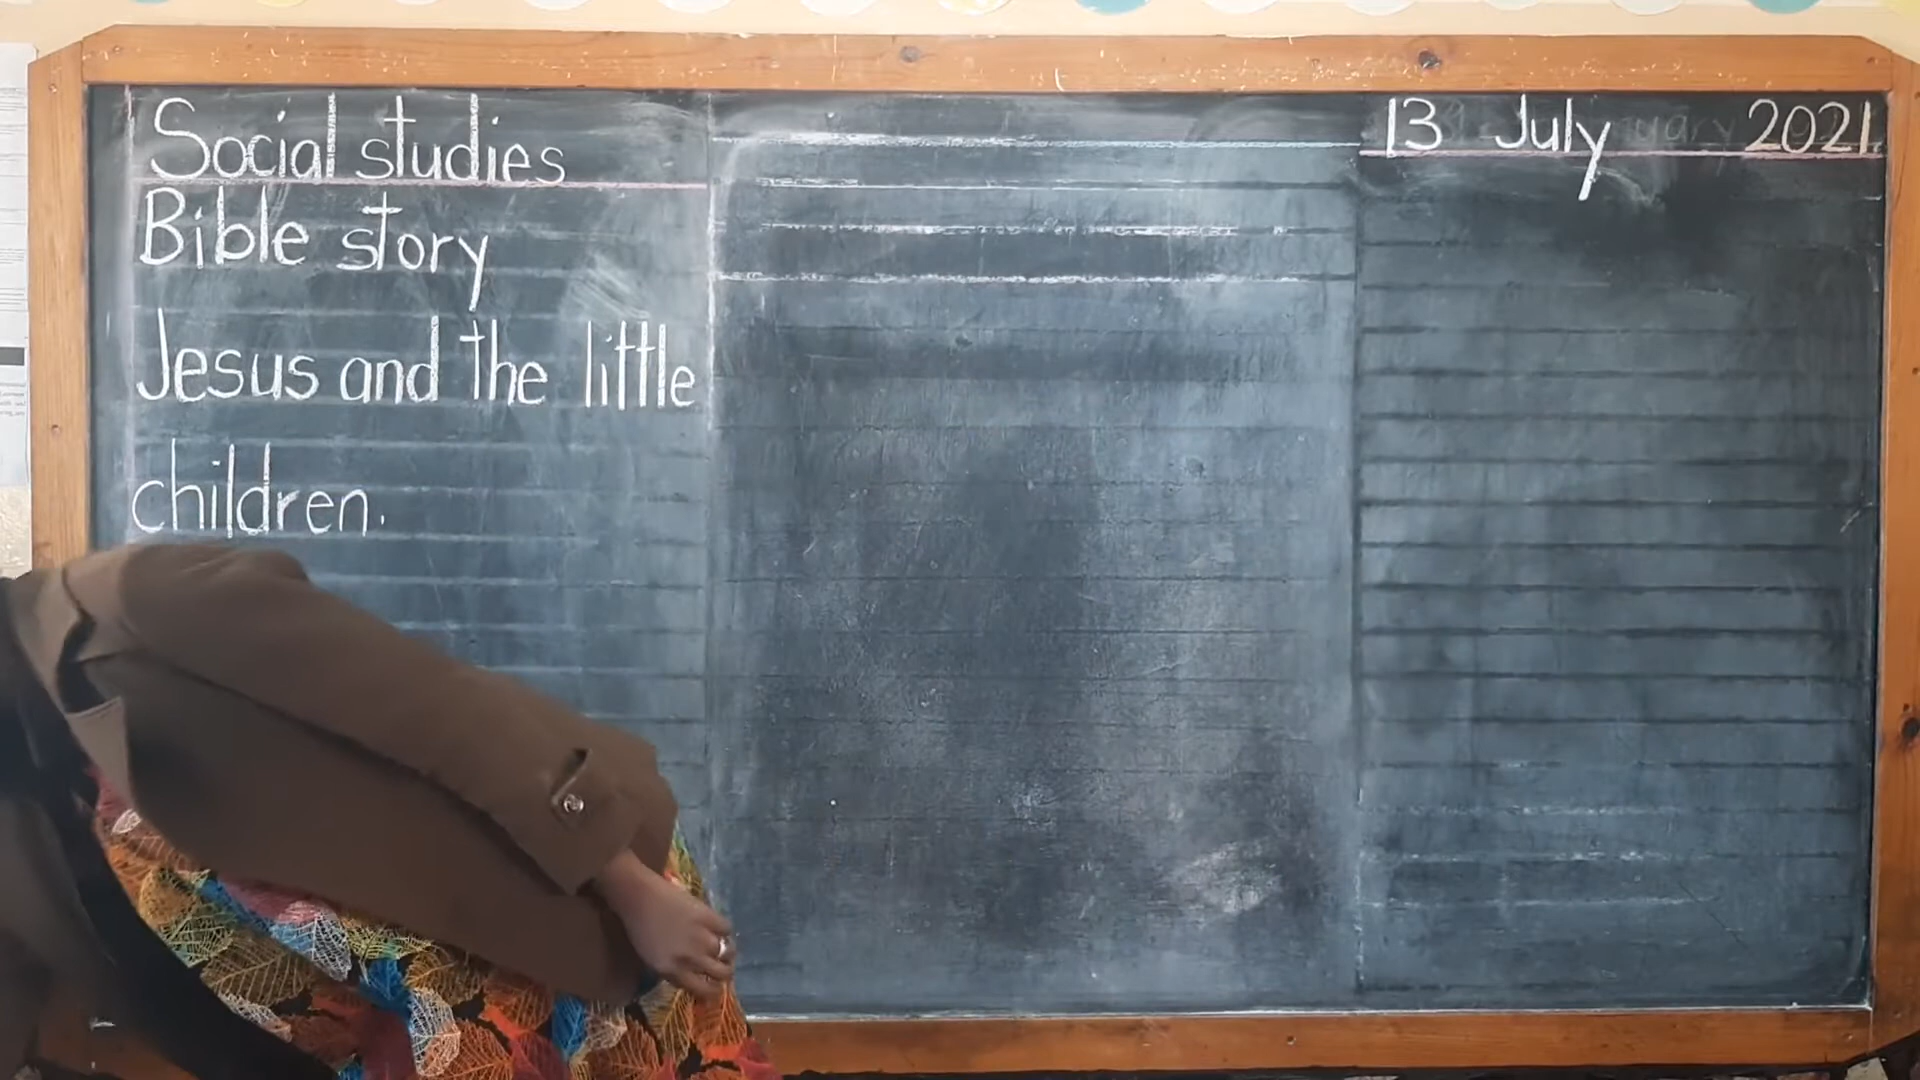 Social studies
13 July 2021.
Bible story
Jesus and the little
children.